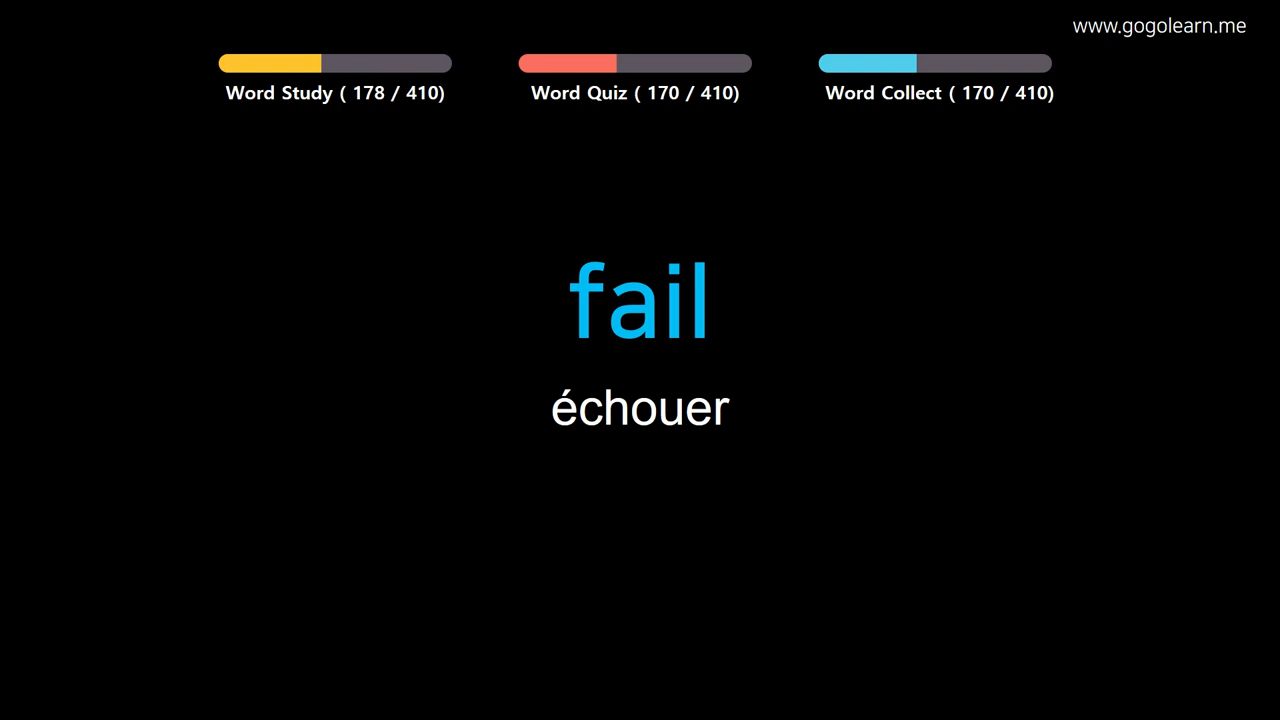 www.gogolearn.me
Word Study ( 178 / 410)
Word Quiz ( 170 / 410)
Word Collect ( 170 / 410)
fail
échouer